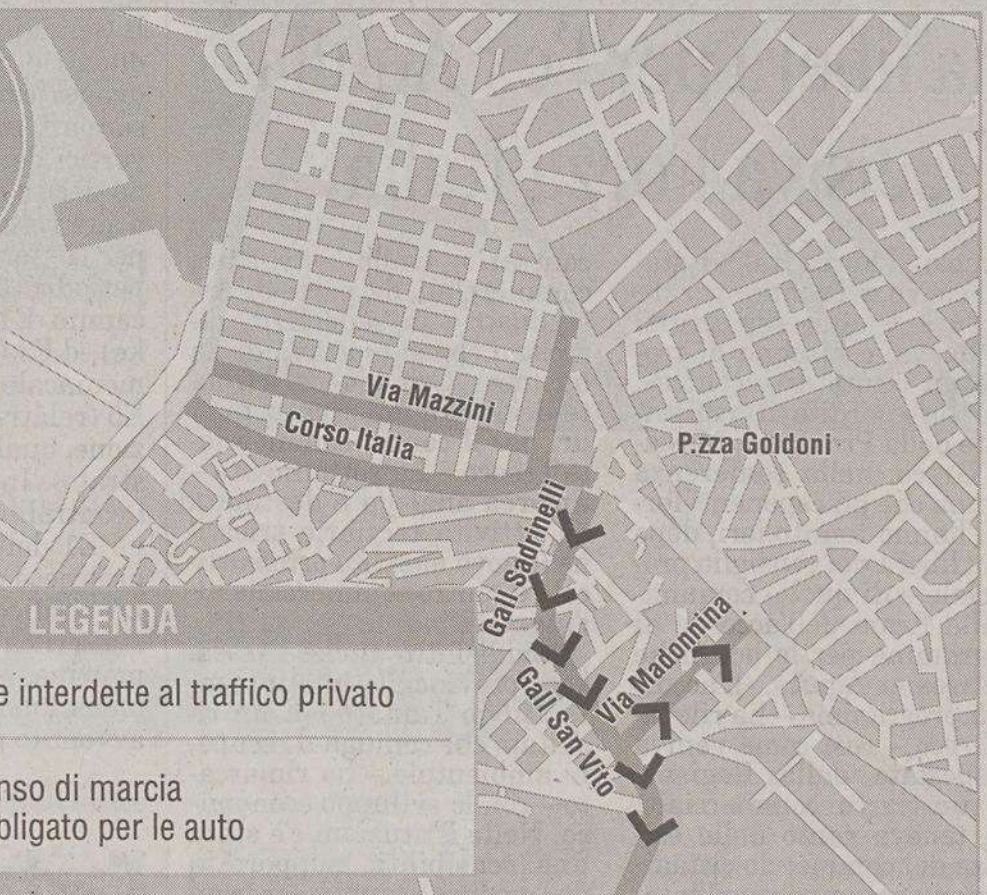 Via Mazzini
Corso Italia
P.zza Goldoni
Gall Sadrinelli
Via Madonnina
Gall San Vito
LEGENDA
e interdette al traffico privato
nso di marcia
bligato per le auto